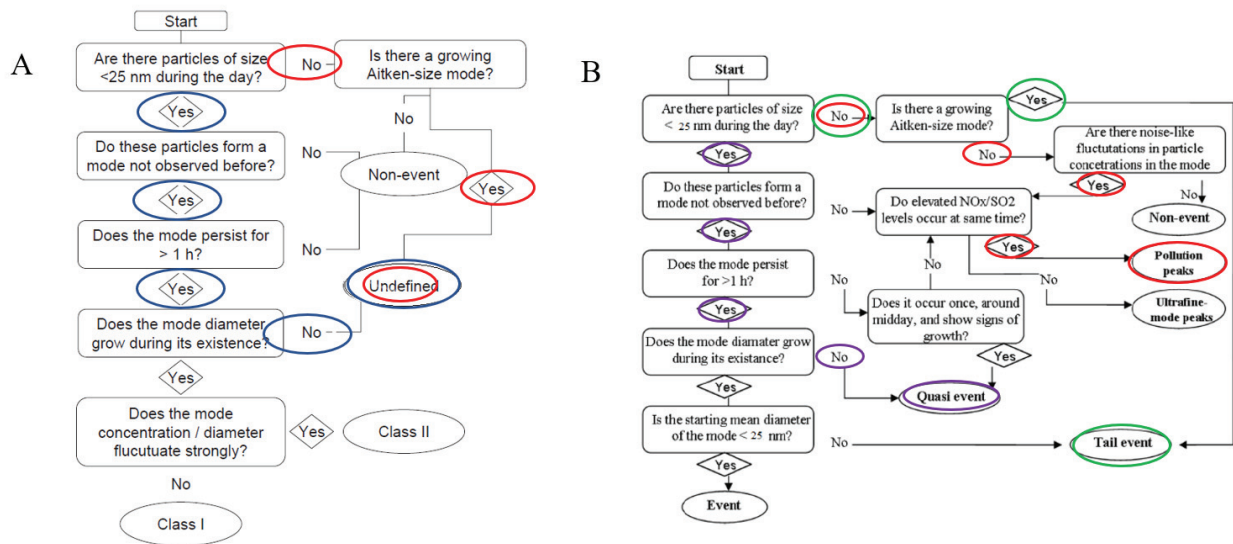 A
Start
Are there particles of size
<25 nm during the day?
No
Is there a growing
Aitken-size mode?
Yes
No
Do these particles form a
mode not observed before?
No
Non-event
Yes
Yes
Does the mode persist for
> 1 h?
No
Yes
Undefined
Does the mode diameter
grow during its existence?
No
Yes
Does the mode
concentration / diameter
flucutuate strongly?
Yes
Class II
No
Class I
B
Start
Are there particles of size
< 25 nm during the day?
No
Is there a growing
Aitken-size mode?
Yes
Yes
No
Are there noise-like
fluctutations in particle
concetrations in the mode
Do these particles form a
mode not observed before?
No
Do elevated NOx/SO2
levels occur at same time?
Yes
No
Non-event
Yes
Yes
Pollution
peaks
Does the mode persist
for >1 h?
No
No
No
Ultrafine-
mode peaks
Does it occur once, around
midday, and show signs of
growth?
Yes
Does the mode diamater grow
during its existance?
No
Yes
Yes
Quasi event
Is the starting mean diameter
of the mode < 25 nm?
No
Tail event
Yes
Event